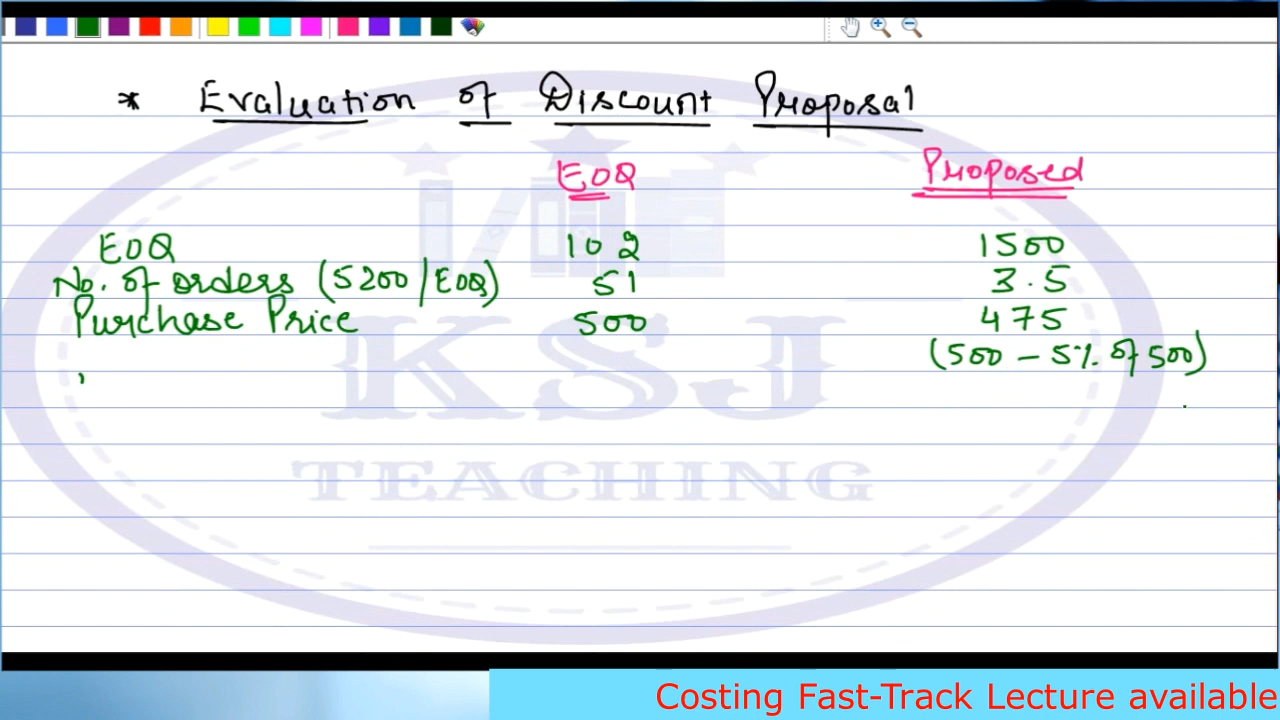 * Evaluation of Discount Proposal
EOQ Proposed
EOQ 102 1500
No. of orders (5200/EOQ) 51 3.5
Purchase Price 500 475
(500 - 5% of 500)
KSJ
TEACHING
Costing Fast-Track Lecture available